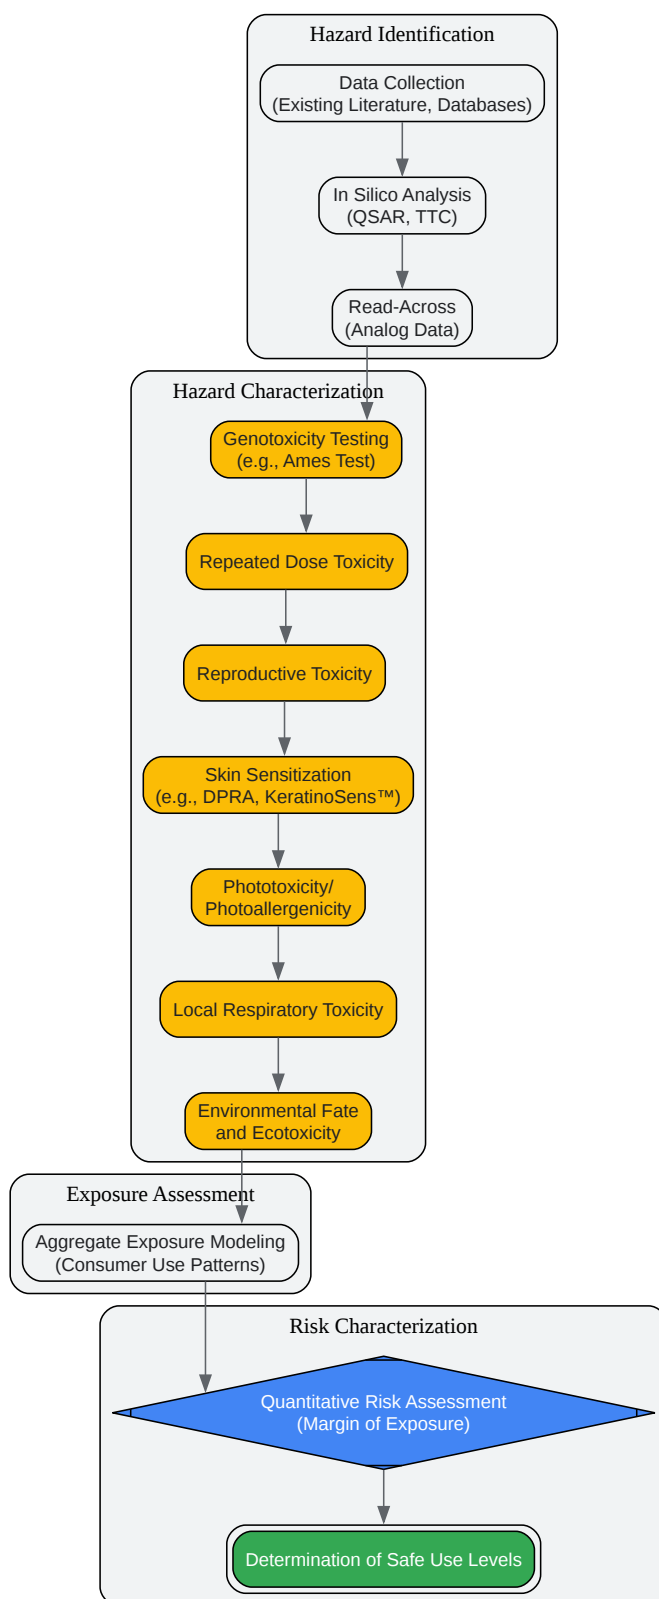 Hazard Identification
Data Collection
(Existing Literature, Databases)
In Silico Analysis
(QSAR, TTC)
Read-Across
(Analog Data)
Hazard Characterization
Genotoxicity Testing
(e.g., Ames Test)
Repeated Dose Toxicity
Reproductive Toxicity
Skin Sensitization
(e.g., DPRA, KeratinoSens™)
Phototoxicity/
Photoallergenicity
Local Respiratory Toxicity
Environmental Fate
and Ecotoxicity
Exposure Assessment
Aggregate Exposure Modeling
(Consumer Use Patterns)
Risk Characterization
Quantitative Risk Assessment
(Margin of Exposure)
Determination of Safe Use Levels